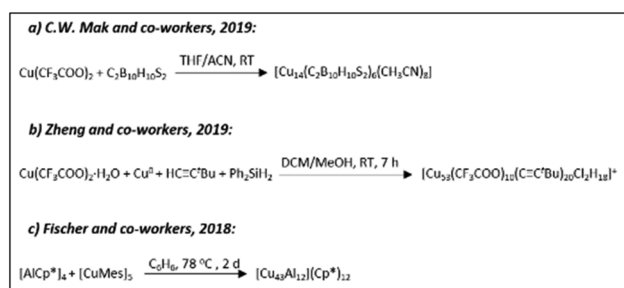 a) C.W. Mak and co-workers, 2019:
THF/ACN, RT
Cu(CF₃COO)₂ + C₂B₁₀H₁₀S₂ → [Cu₁₄(C₂B₁₀H₁₀S₂)₆(CH₃CN)₈]
b) Zheng and co-workers, 2019:
DCM/MeOH, RT, 7 h
Cu(CF₃COO)₂·H₂O + Cu⁰ + HC≡CᵗBu + Ph₂SiH₂ → [Cu₅₃(CF₃COO)₁₀(C≡CᵗBu)₂₀Cl₂H₁₈]⁺
c) Fischer and co-workers, 2018:
C₆H₆, 78 °C, 2 d
[AlCp*]₄ + [CuMes]₅ → [Cu₄₃Al₁₂](Cp*)₁₂